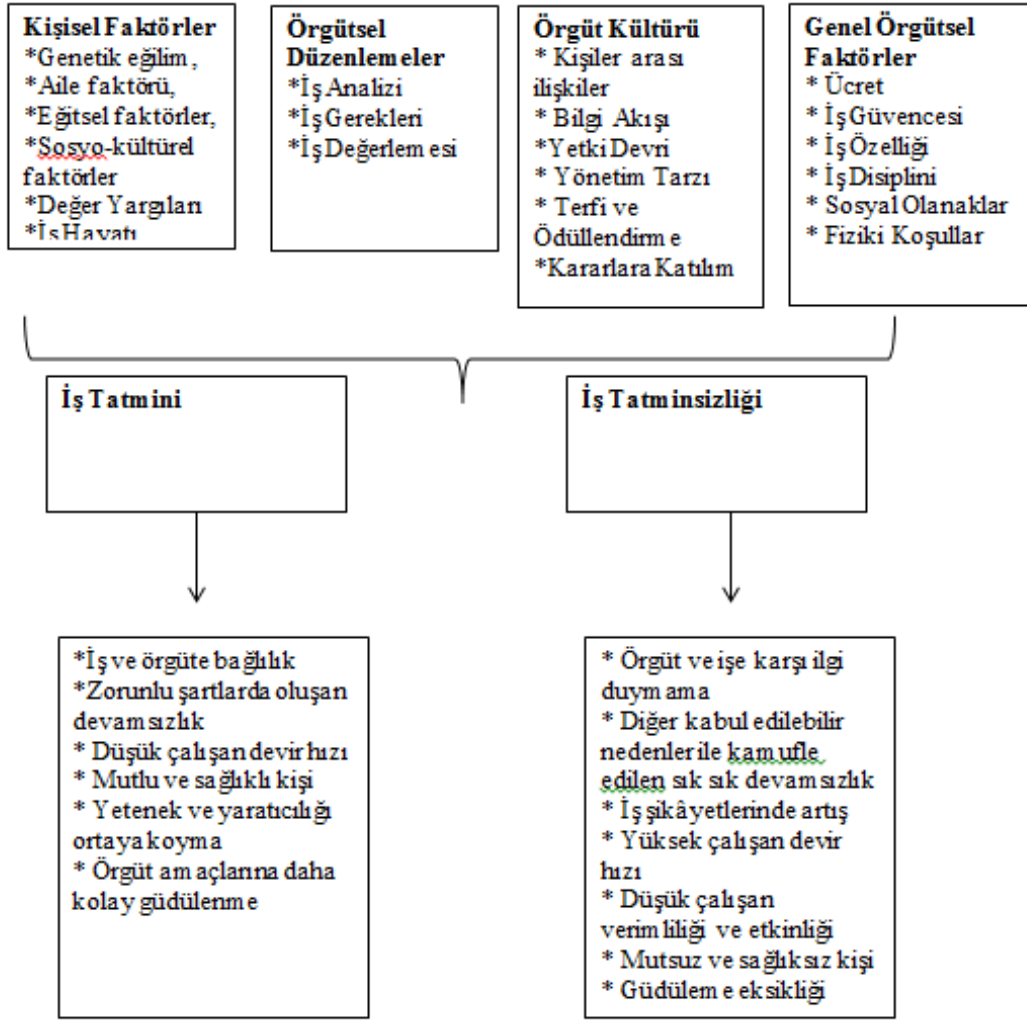 Kişisel Faktörler
*Genetik eğilim,
*Aile faktörü,
*Eğitsel faktörler,
*Sosyo-kültürel
faktörler
*Değer Yargıları
*İş Hayatı
Örgütsel
Düzenlemeler
*İş Analizi
*İş Gerekleri
*İş Değerlemesi
Örgüt Kültürü
* Kişiler arası
ilişkiler
* Bilgi Akışı
*Yetki Devri
* Yönetim Tarzı
* Terfi ve
Ödüllendirme
*Kararlara Katılım
Genel Örgütsel
Faktörler
* Ücret
* İş Güvencesi
* İş Özelliği
* İş Disiplini
* Sosyal Olanaklar
* Fiziki Koşullar
İş Tatmini
İş Tatminsizliği
*İş ve örgüte bağlılık
*Zorunlu şartlarda oluşan
devamsızlık
* Düşük çalışan devir hızı
* Mutlu ve sağlıklı kişi
* Yetenek ve yaratıcılığı
ortaya koyma
* Örgüt amaçlarına daha
kolay güdülenme
* Örgüt ve işe karşı ilgi
duymama
* Diğer kabul edilebilir
nedenler ile kamufle
edilen sık sık devamsızlık
* İş şikâyetlerinde artış
* Yüksek çalışan devir
hızı
* Düşük çalışan
verimliliği ve etkinliği
* Mutsuz ve sağlıksız kişi
* Güdüleme eksikliği